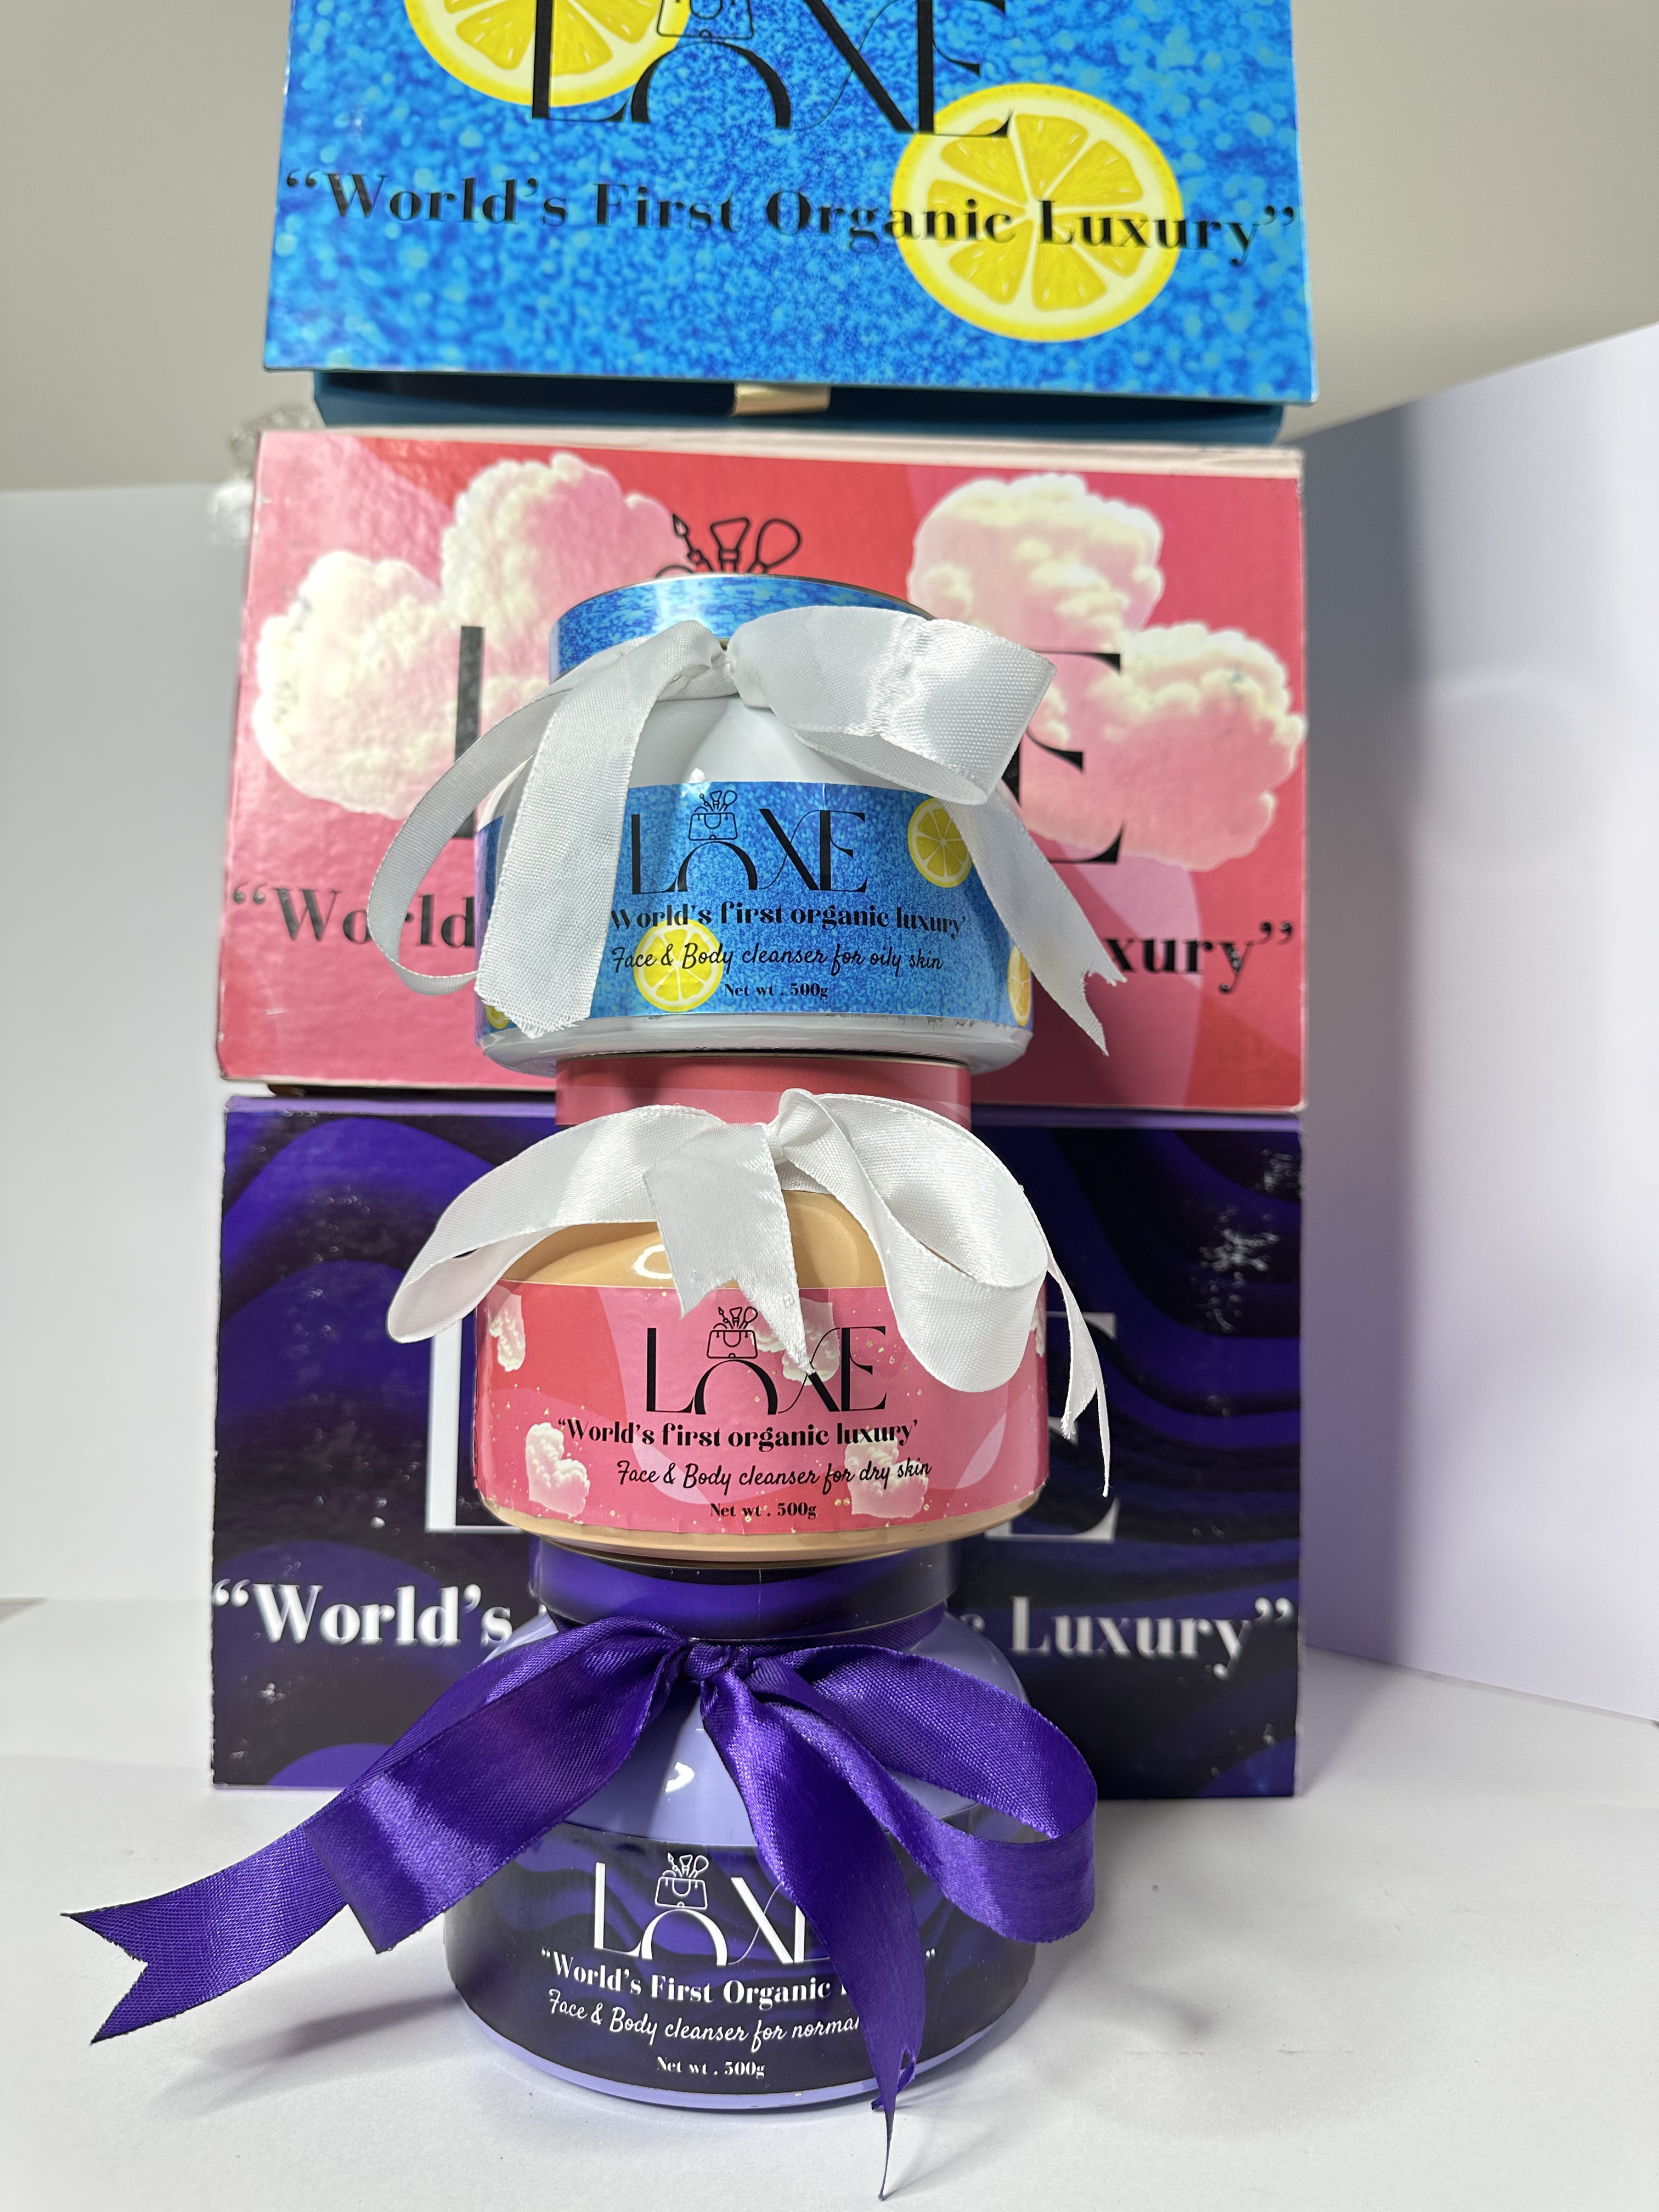 LOXE
“World’s First Organic Luxury”
E
“World xury”
LOXE
World's first organic luxury'
Face & Body cleanser for oily skin
Net wt . 500g
LOXE
“World's first organic luxury'
Face & Body cleanser for dry skin
Net wt . 500g
E
“World’s Luxury”
LOXE
“World’s First Organic ”
Face & Body cleanser for normal
Net wt . 500g